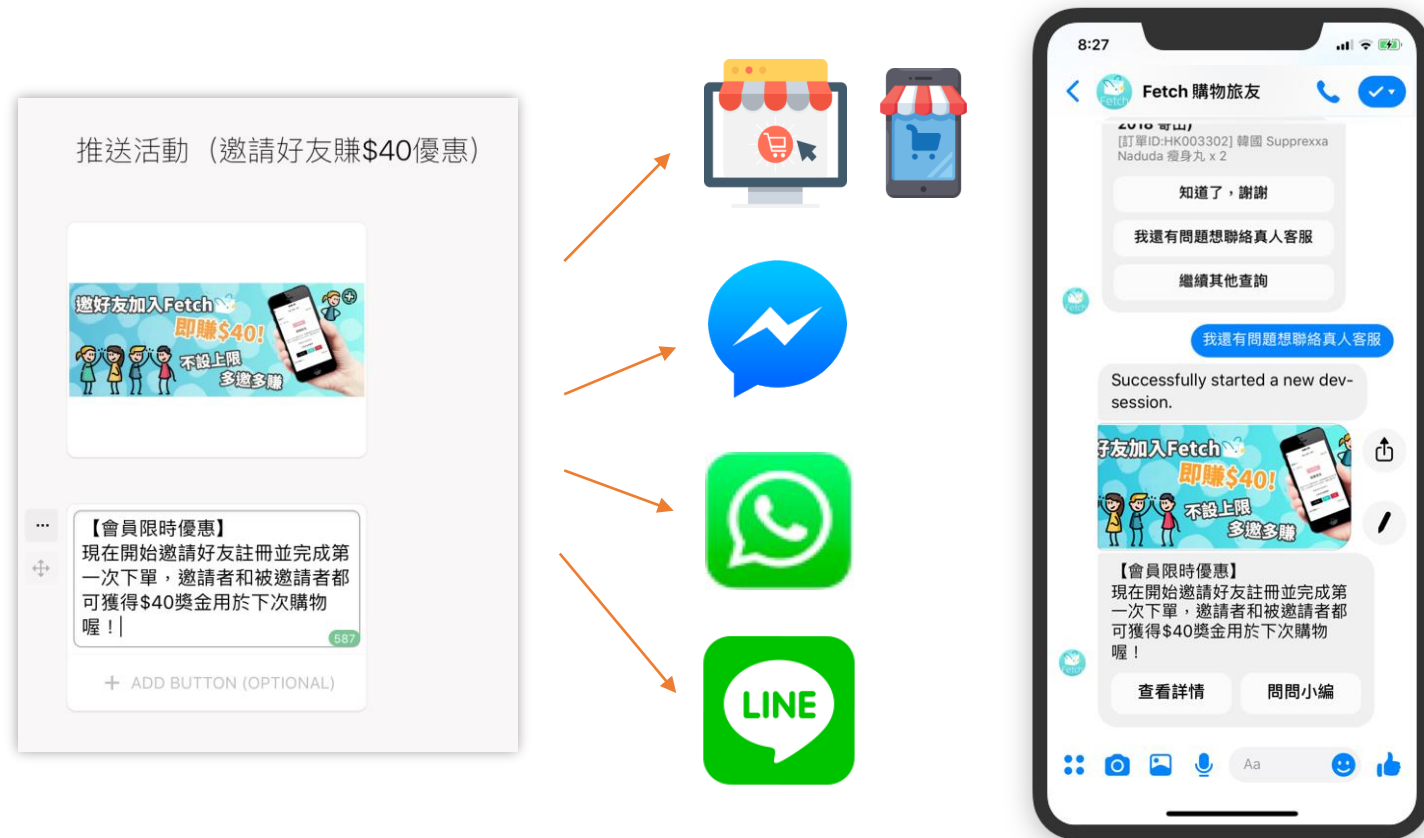 推送活動（邀請好友賺$40優惠）
邀好友加入Fetch
即賺$40!
不設上限
多邀多賺
【會員限時優惠】
現在開始邀請好友註冊並完成第
一次下單，邀請者和被邀請者都
可獲得$40獎金用於下次購物
喔！
587
+ ADD BUTTON (OPTIONAL)
LINE
8:27
Fetch 購物旅友
Fetch
[訂單ID:HK003302] 韓國 Supprexxa
Naduda 瘦身丸 x 2
知道了，謝謝
我還有問題想聯絡真人客服
繼續其他查詢
Fetch
我還有問題想聯絡真人客服
Successfully started a new dev-
session.
好友加入Fetch
即賺$40!
不設上限
多邀多賺
【會員限時優惠】
現在開始邀請好友註冊並完成第
一次下單，邀請者和被邀請者都
可獲得$40獎金用於下次購物
喔！
Fetch
查看詳情
問問小編
Aa